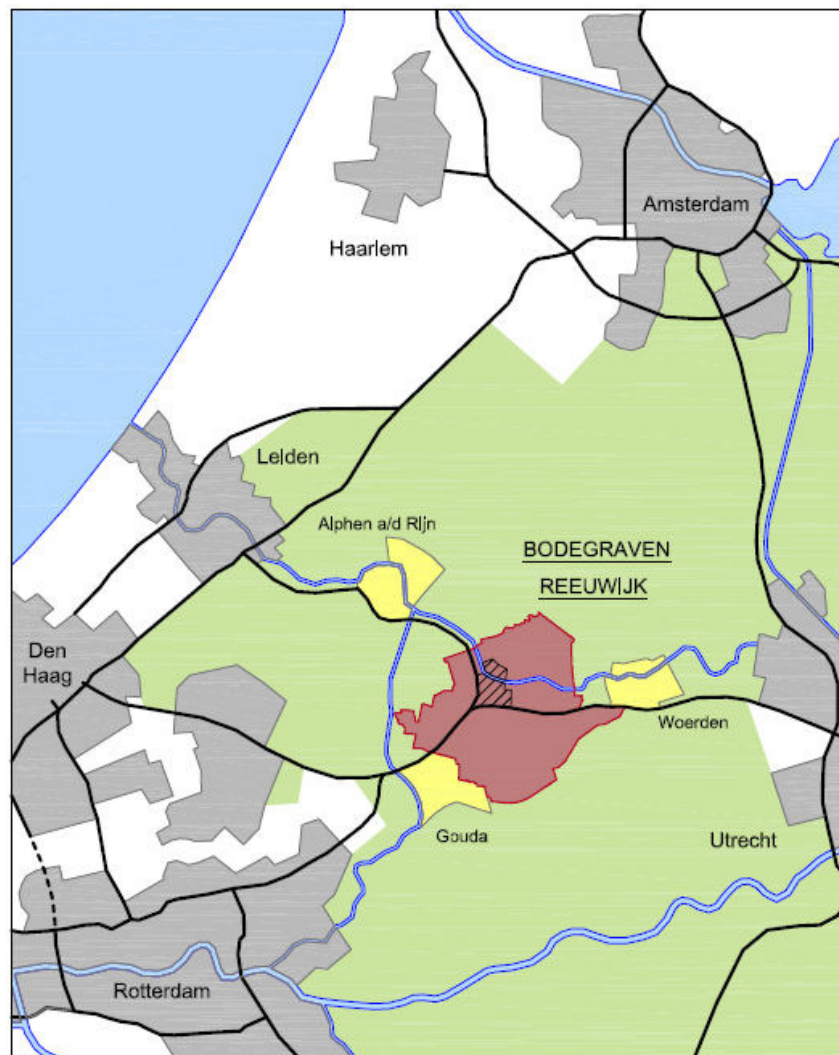 Amsterdam
Haarlem
Leiden
Alphen a/d Rijn
BODEGRAVEN
REEUWIJK
Den
Haag
Woerden
Gouda
Utrecht
Rotterdam